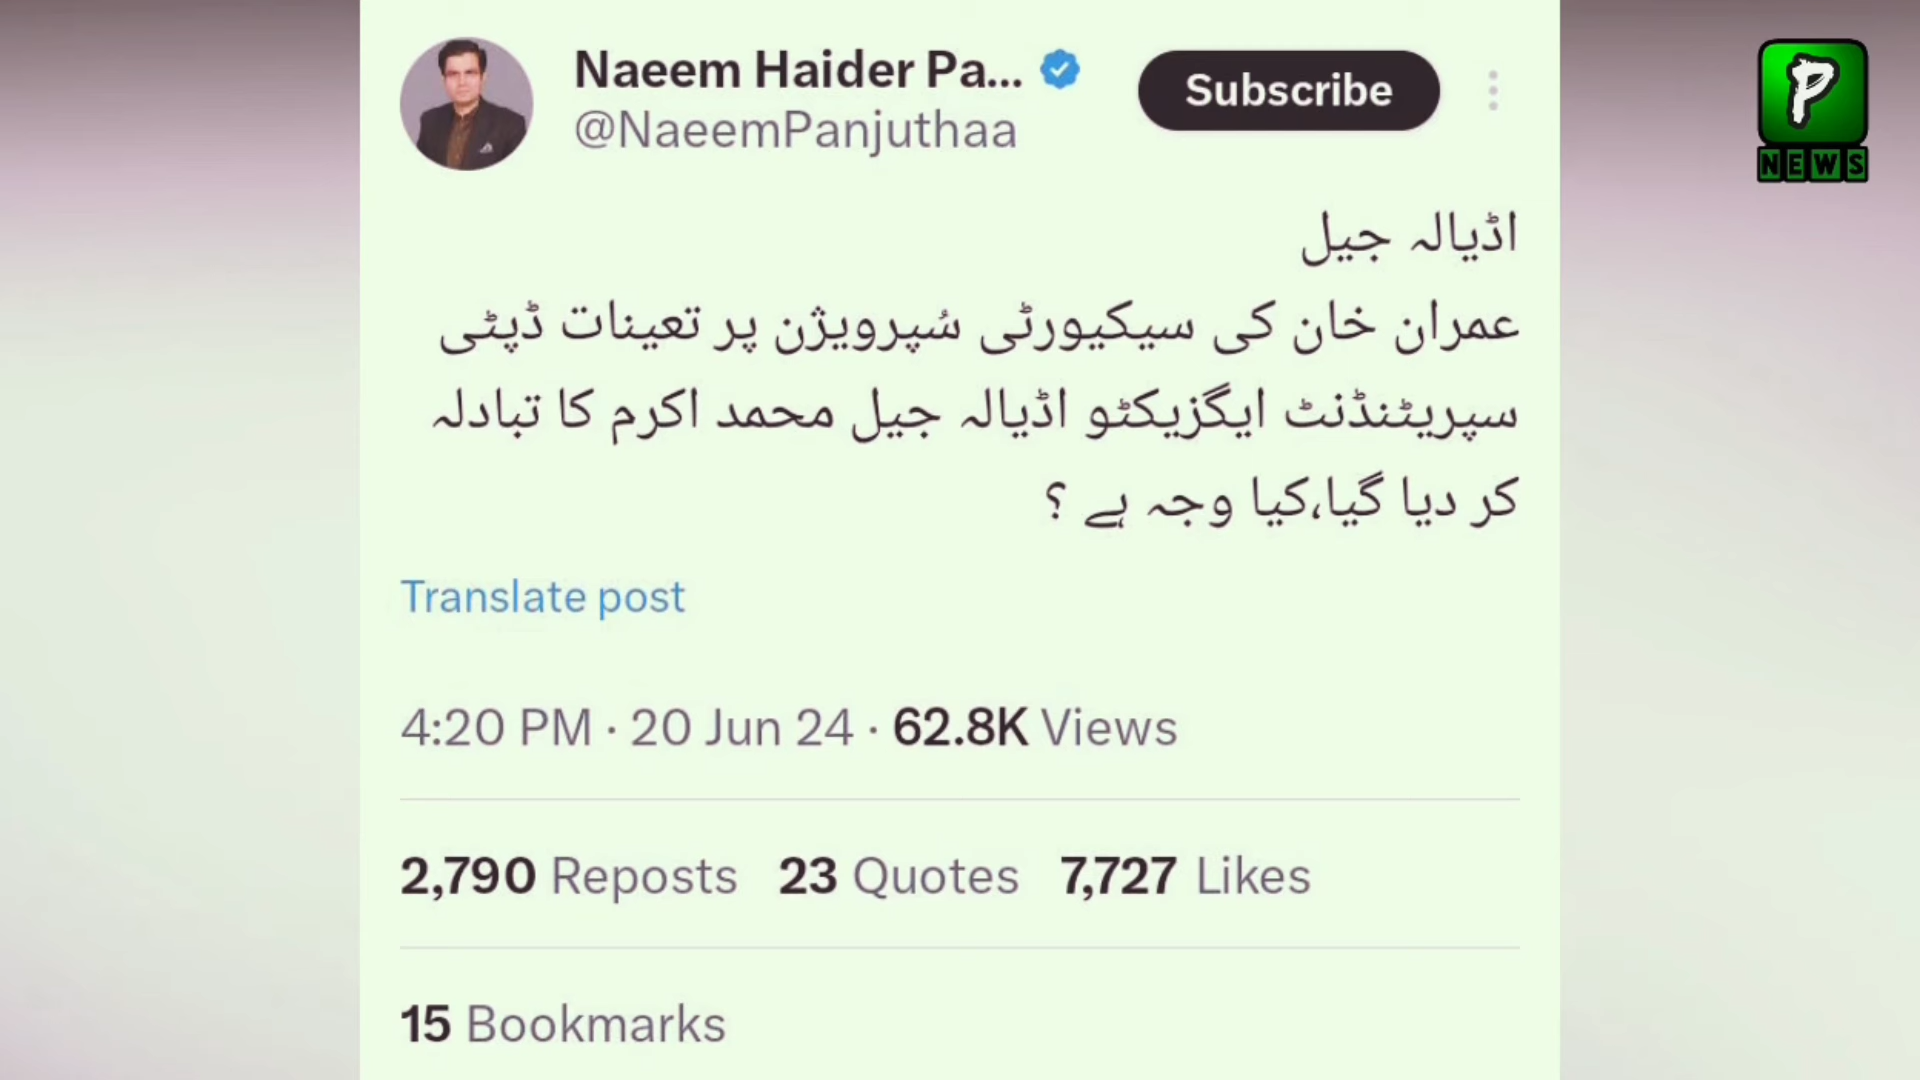 Naeem Haider Pa...
Subscribe
@NaeemPanjuthaa
P
NEWS
اڈیالہ جیل
عمران خان کی سیکیورٹی سُپرویژن پر تعینات ڈپٹی
سپریٹنڈنٹ ایگزیکٹو اڈیالہ جیل محمد اکرم کا تبادلہ
کر دیا گیا،کیا وجہ ہے ؟
Translate post
4:20 PM · 20 Jun 24 · 62.8K Views
2,790 Reposts 23 Quotes 7,727 Likes
15 Bookmarks